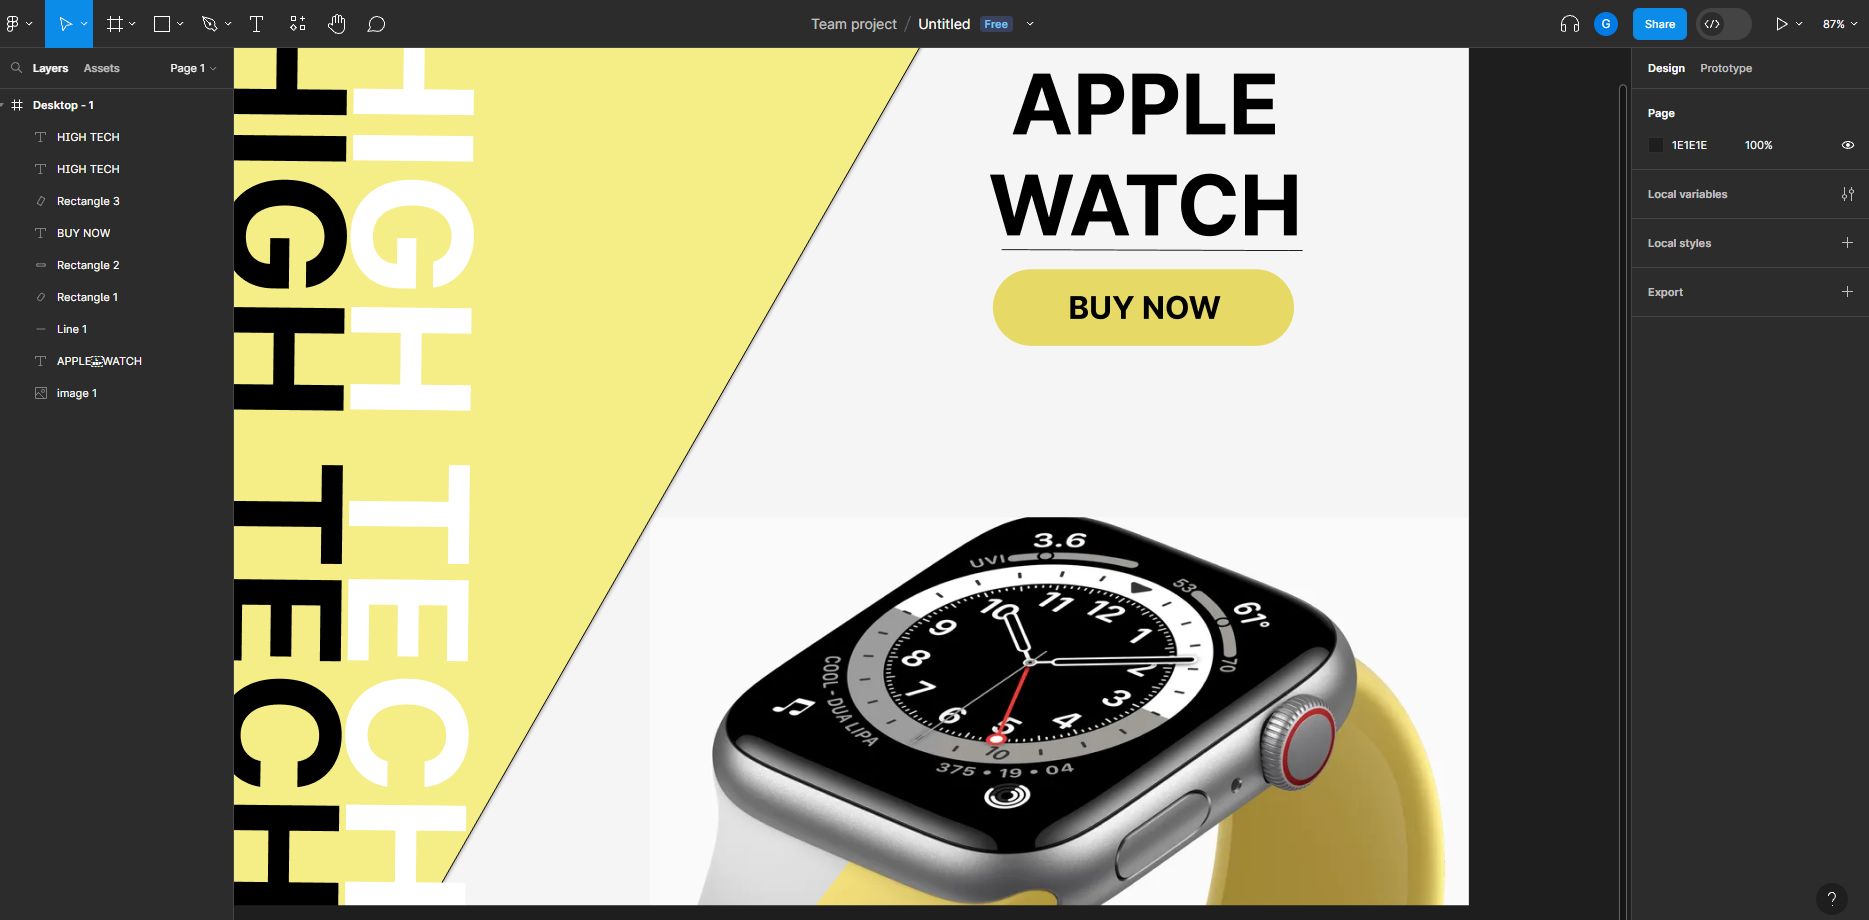 Team project / Untitled Free
G
Share
87%
Layers Assets Page 1
Desktop - 1
HIGH TECH
HIGH TECH
Rectangle 3
BUY NOW
Rectangle 2
Rectangle 1
Line 1
APPLE WATCH
image 1
HIGH TECH
HIGH TECH
APPLE
WATCH
BUY NOW
3.6
UVI
53
61°
70
10 11 12 1 2 3 4 5 6 7 8 9
10
COOL - DUA LIPA
375 • 19 • 04
Design Prototype
Page
1E1E1E 100%
Local variables
Local styles
Export
?